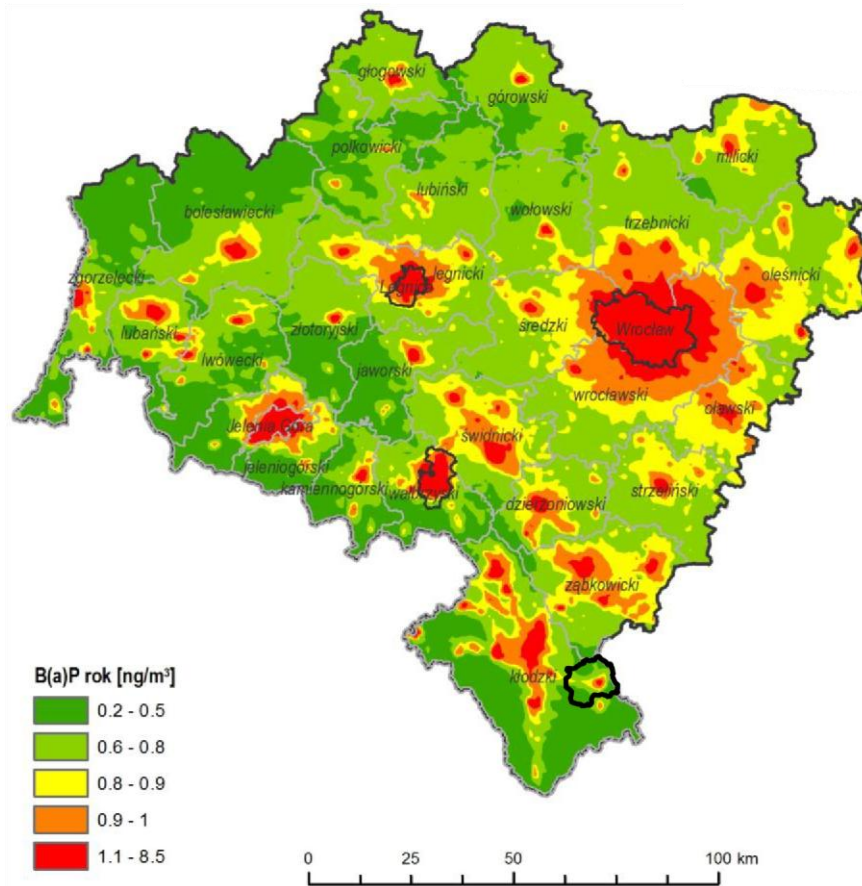 głogowski
górowski
polkowicki
milicki
lubiński
bolesławiecki
wołowski
trzebnicki
zgorzelecki
legnicki
oleśnicki
Legnica
lubański
złotoryjski
średzki
Wrocław
lwówecki
jaworski
wrocławski
oławski
Jelenia Góra
świdnicki
jeleniogórski
kamiennogórski
wałbrzyski
dzierżoniowski
strzeliński
ząbkowicki
kłodzki
B(a)P rok [ng/m³]
0.2 - 0.5
0.6 - 0.8
0.8 - 0.9
0.9 - 1
1.1 - 8.5
0 25 50 100 km